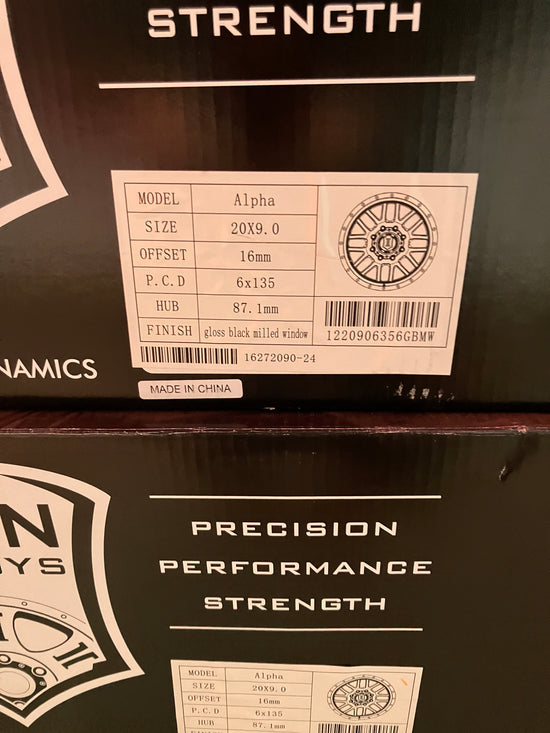 STRENGTH
MODEL Alpha
SIZE 20X9.0
OFFSET 16mm
P.C.D 6x135
HUB 87.1mm
FINISH gloss black milled window
1220906356GBMW
16272090-24
NAMICS
MADE IN CHINA
N
OYS
PRECISION
PERFORMANCE
STRENGTH
MODEL Alpha
SIZE 20X9.0
OFFSET 16mm
P.C.D 6x135
HUB 87.1mm